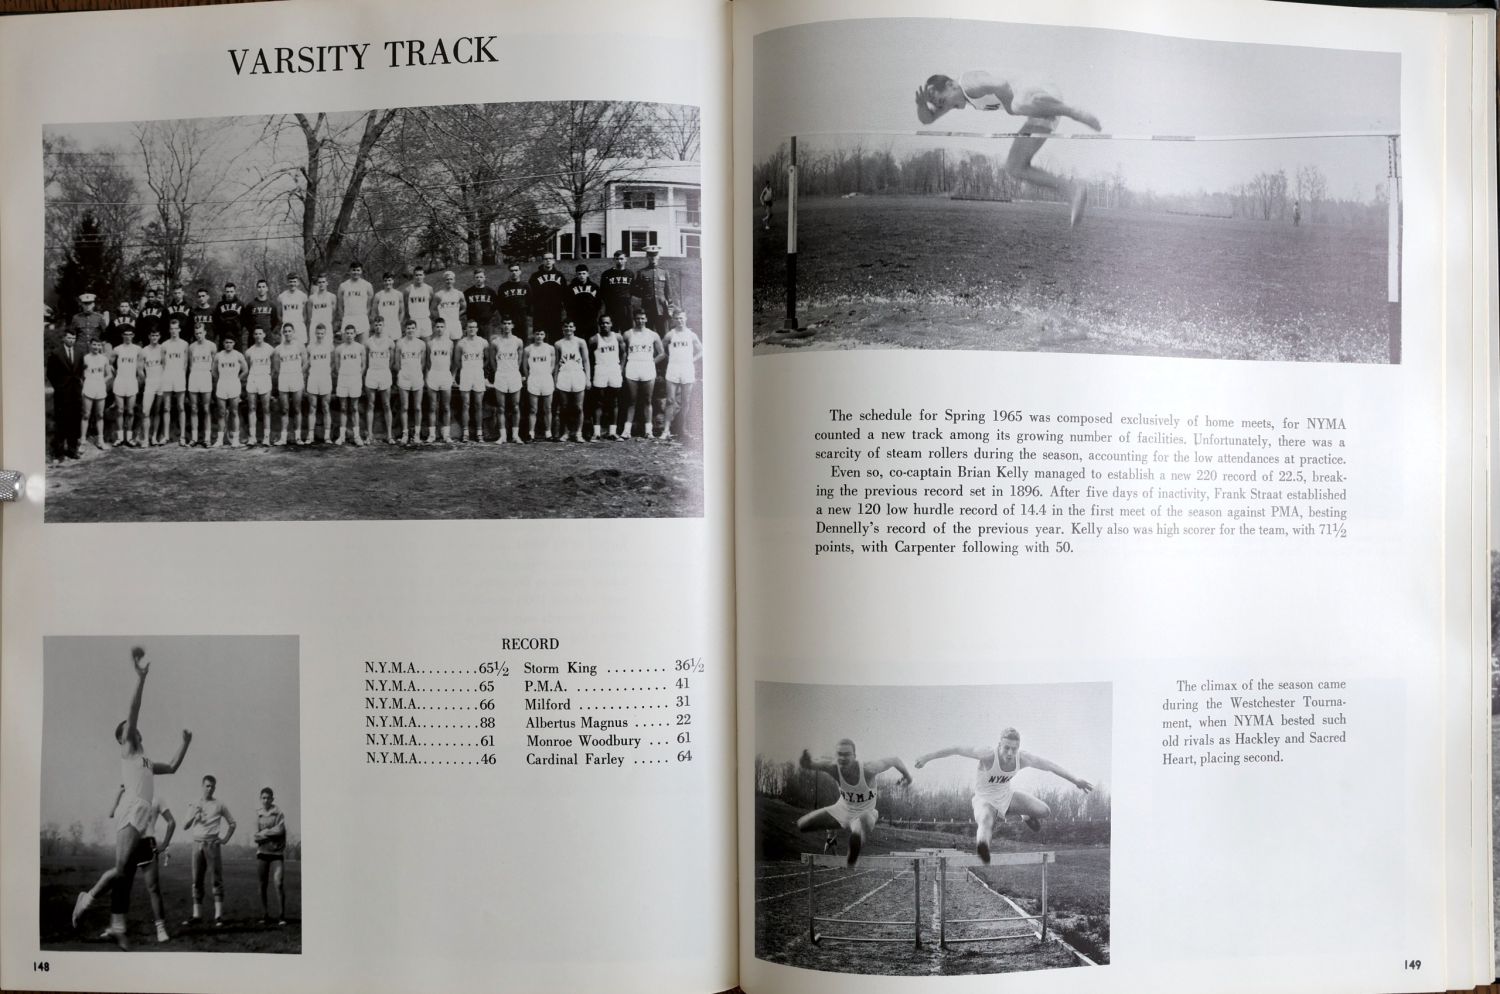 VARSITY TRACK
RECORD
N.Y.M.A.........65½ Storm King ........ 36½
N.Y.M.A.........65 P.M.A. ............ 41
N.Y.M.A.........66 Milford ............ 31
N.Y.M.A.........88 Albertus Magnus ..... 22
N.Y.M.A.........61 Monroe Woodbury ... 61
N.Y.M.A.........46 Cardinal Farley ..... 64
148
The schedule for Spring 1965 was composed exclusively of home meets, for NYMA
counted a new track among its growing number of facilities. Unfortunately, there was a
scarcity of steam rollers during the season, accounting for the low attendances at practice.
Even so, co-captain Brian Kelly managed to establish a new 220 record of 22.5, break-
ing the previous record set in 1896. After five days of inactivity, Frank Straat established
a new 120 low hurdle record of 14.4 in the first meet of the season against PMA, besting
Dennelly's record of the previous year. Kelly also was high scorer for the team, with 71½
points, with Carpenter following with 50.
N.Y.M.A.
NYMA
The climax of the season came
during the Westchester Tourna-
ment, when NYMA bested such
old rivals as Hackley and Sacred
Heart, placing second.
149